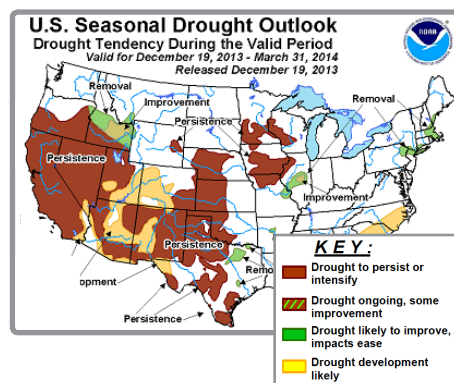 U.S. Seasonal Drought Outlook
Drought Tendency During the Valid Period
Valid for December 19, 2013 - March 31, 2014
Released December 19, 2013
NOAA
Removal
Improvement
Removal
Persistence
Persistence
Improvement
Persistence
opment
Remo
Persistence
KEY:
Drought to persist or
intensify
Drought ongoing, some
improvement
Drought likely to improve,
impacts ease
Drought development
likely